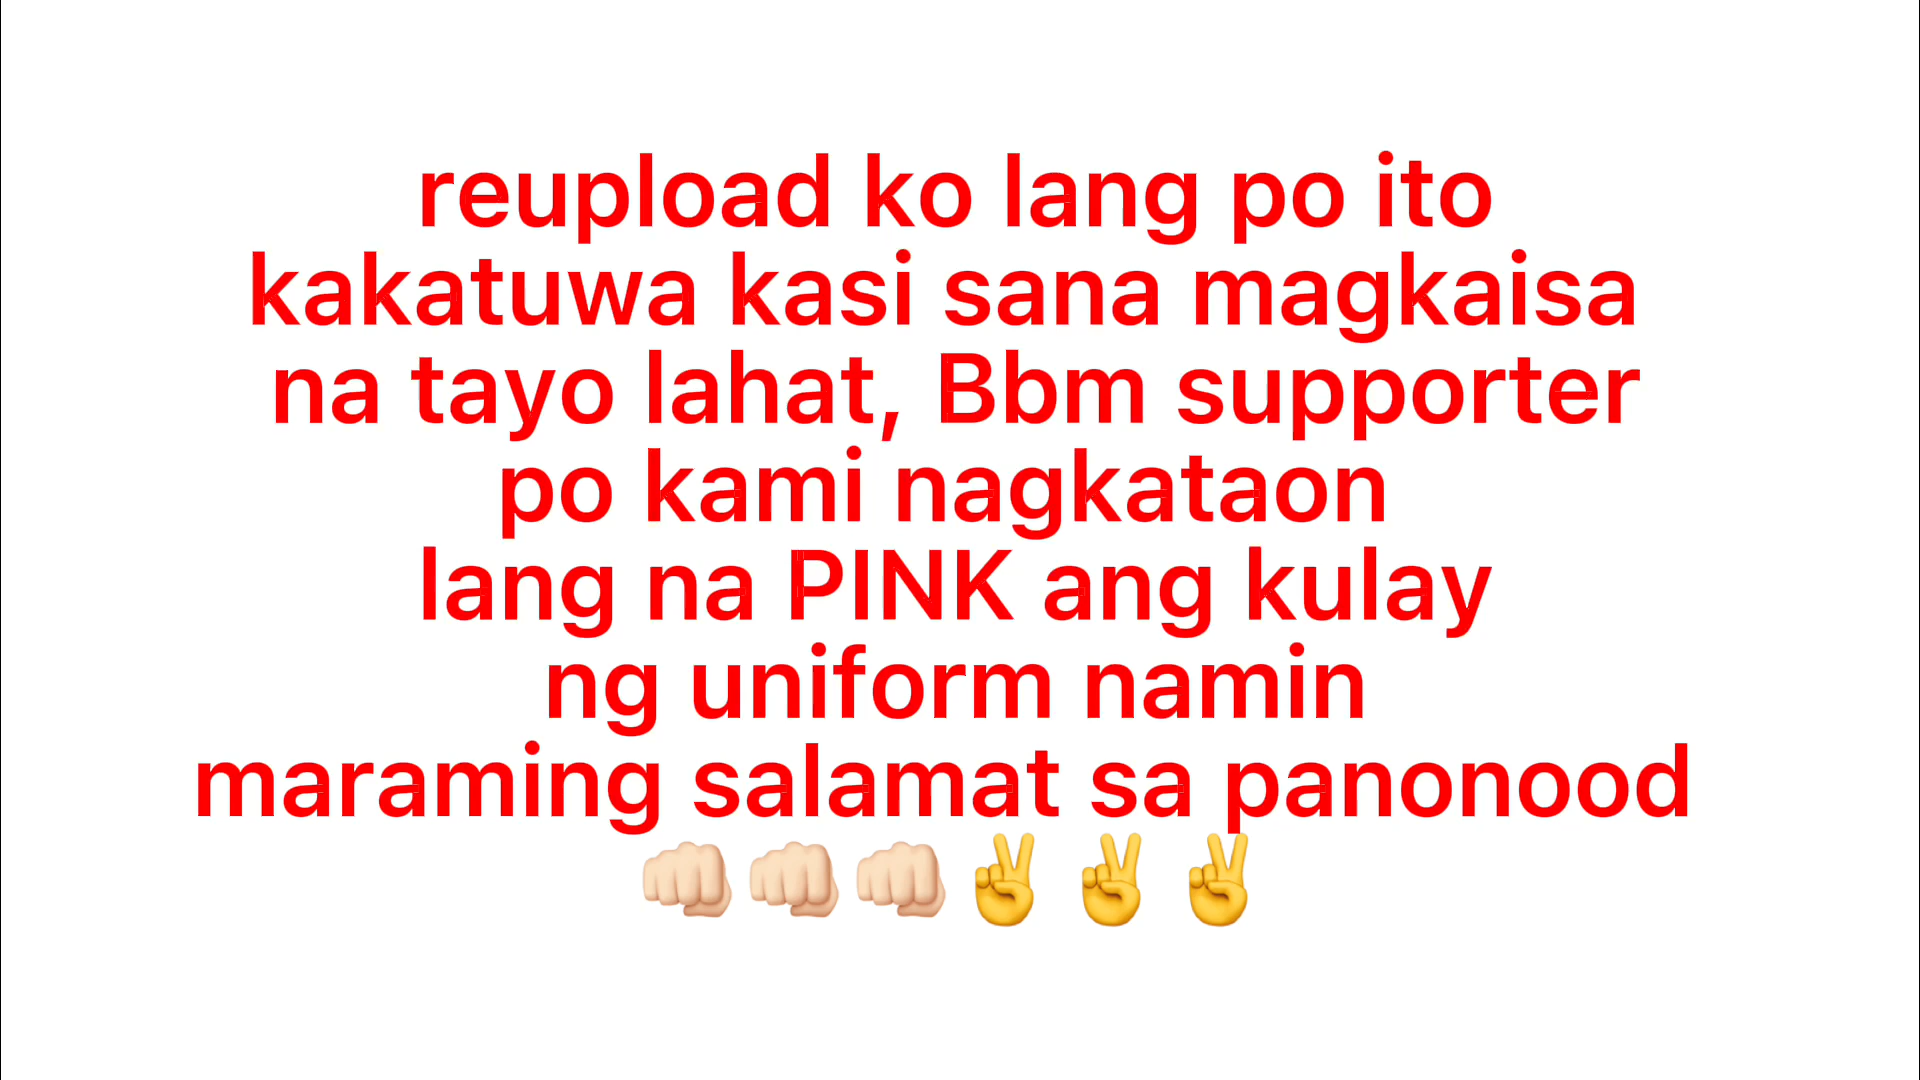 reupload ko lang po ito
kakatuwa kasi sana magkaisa
na tayo lahat, Bbm supporter
po kami nagkataon
lang na PINK ang kulay
ng uniform namin
maraming salamat sa panonood
👊🏻👊🏻👊🏻✌️✌️✌️